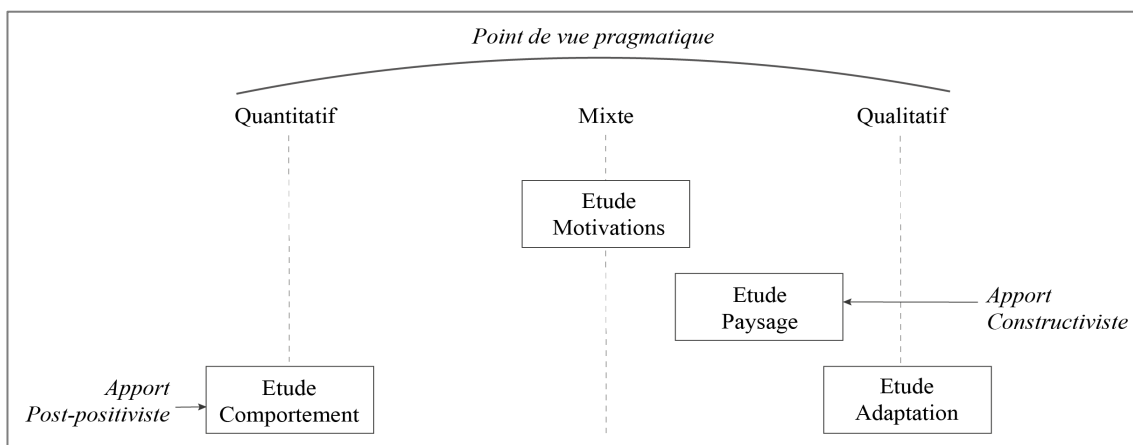 Point de vue pragmatique
Quantitatif
Mixte
Qualitatif
Etude
Motivations
Etude
Paysage
Apport
Constructiviste
Apport
Post-positiviste
Etude
Comportement
Etude
Adaptation